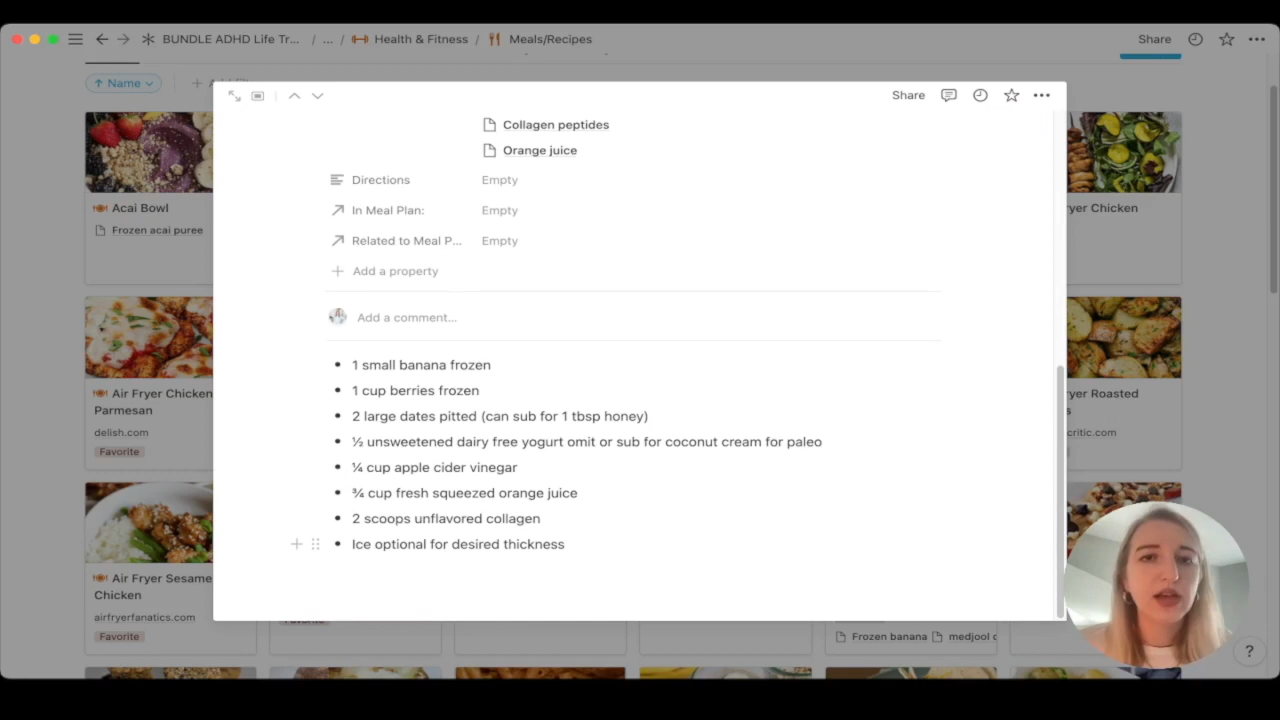 BUNDLE ADHD Life Tr... / ... / Health & Fitness / Meals/Recipes
Share
Name
Share
Collagen peptides
Orange juice
Directions Empty
In Meal Plan: Empty
Related to Meal P... Empty
Add a property
Add a comment...
1 small banana frozen
1 cup berries frozen
2 large dates pitted (can sub for 1 tbsp honey)
½ unsweetened dairy free yogurt omit or sub for coconut cream for paleo
¼ cup apple cider vinegar
¾ cup fresh squeezed orange juice
2 scoops unflavored collagen
Ice optional for desired thickness
Acai Bowl
Frozen acai puree
Air Fryer Chicken
Parmesan
delish.com
Favorite
Air Fryer Sesame
Chicken
airfryerfanatics.com
Favorite
yer Chicken
yer Roasted
critic.com
Frozen banana medjool
?